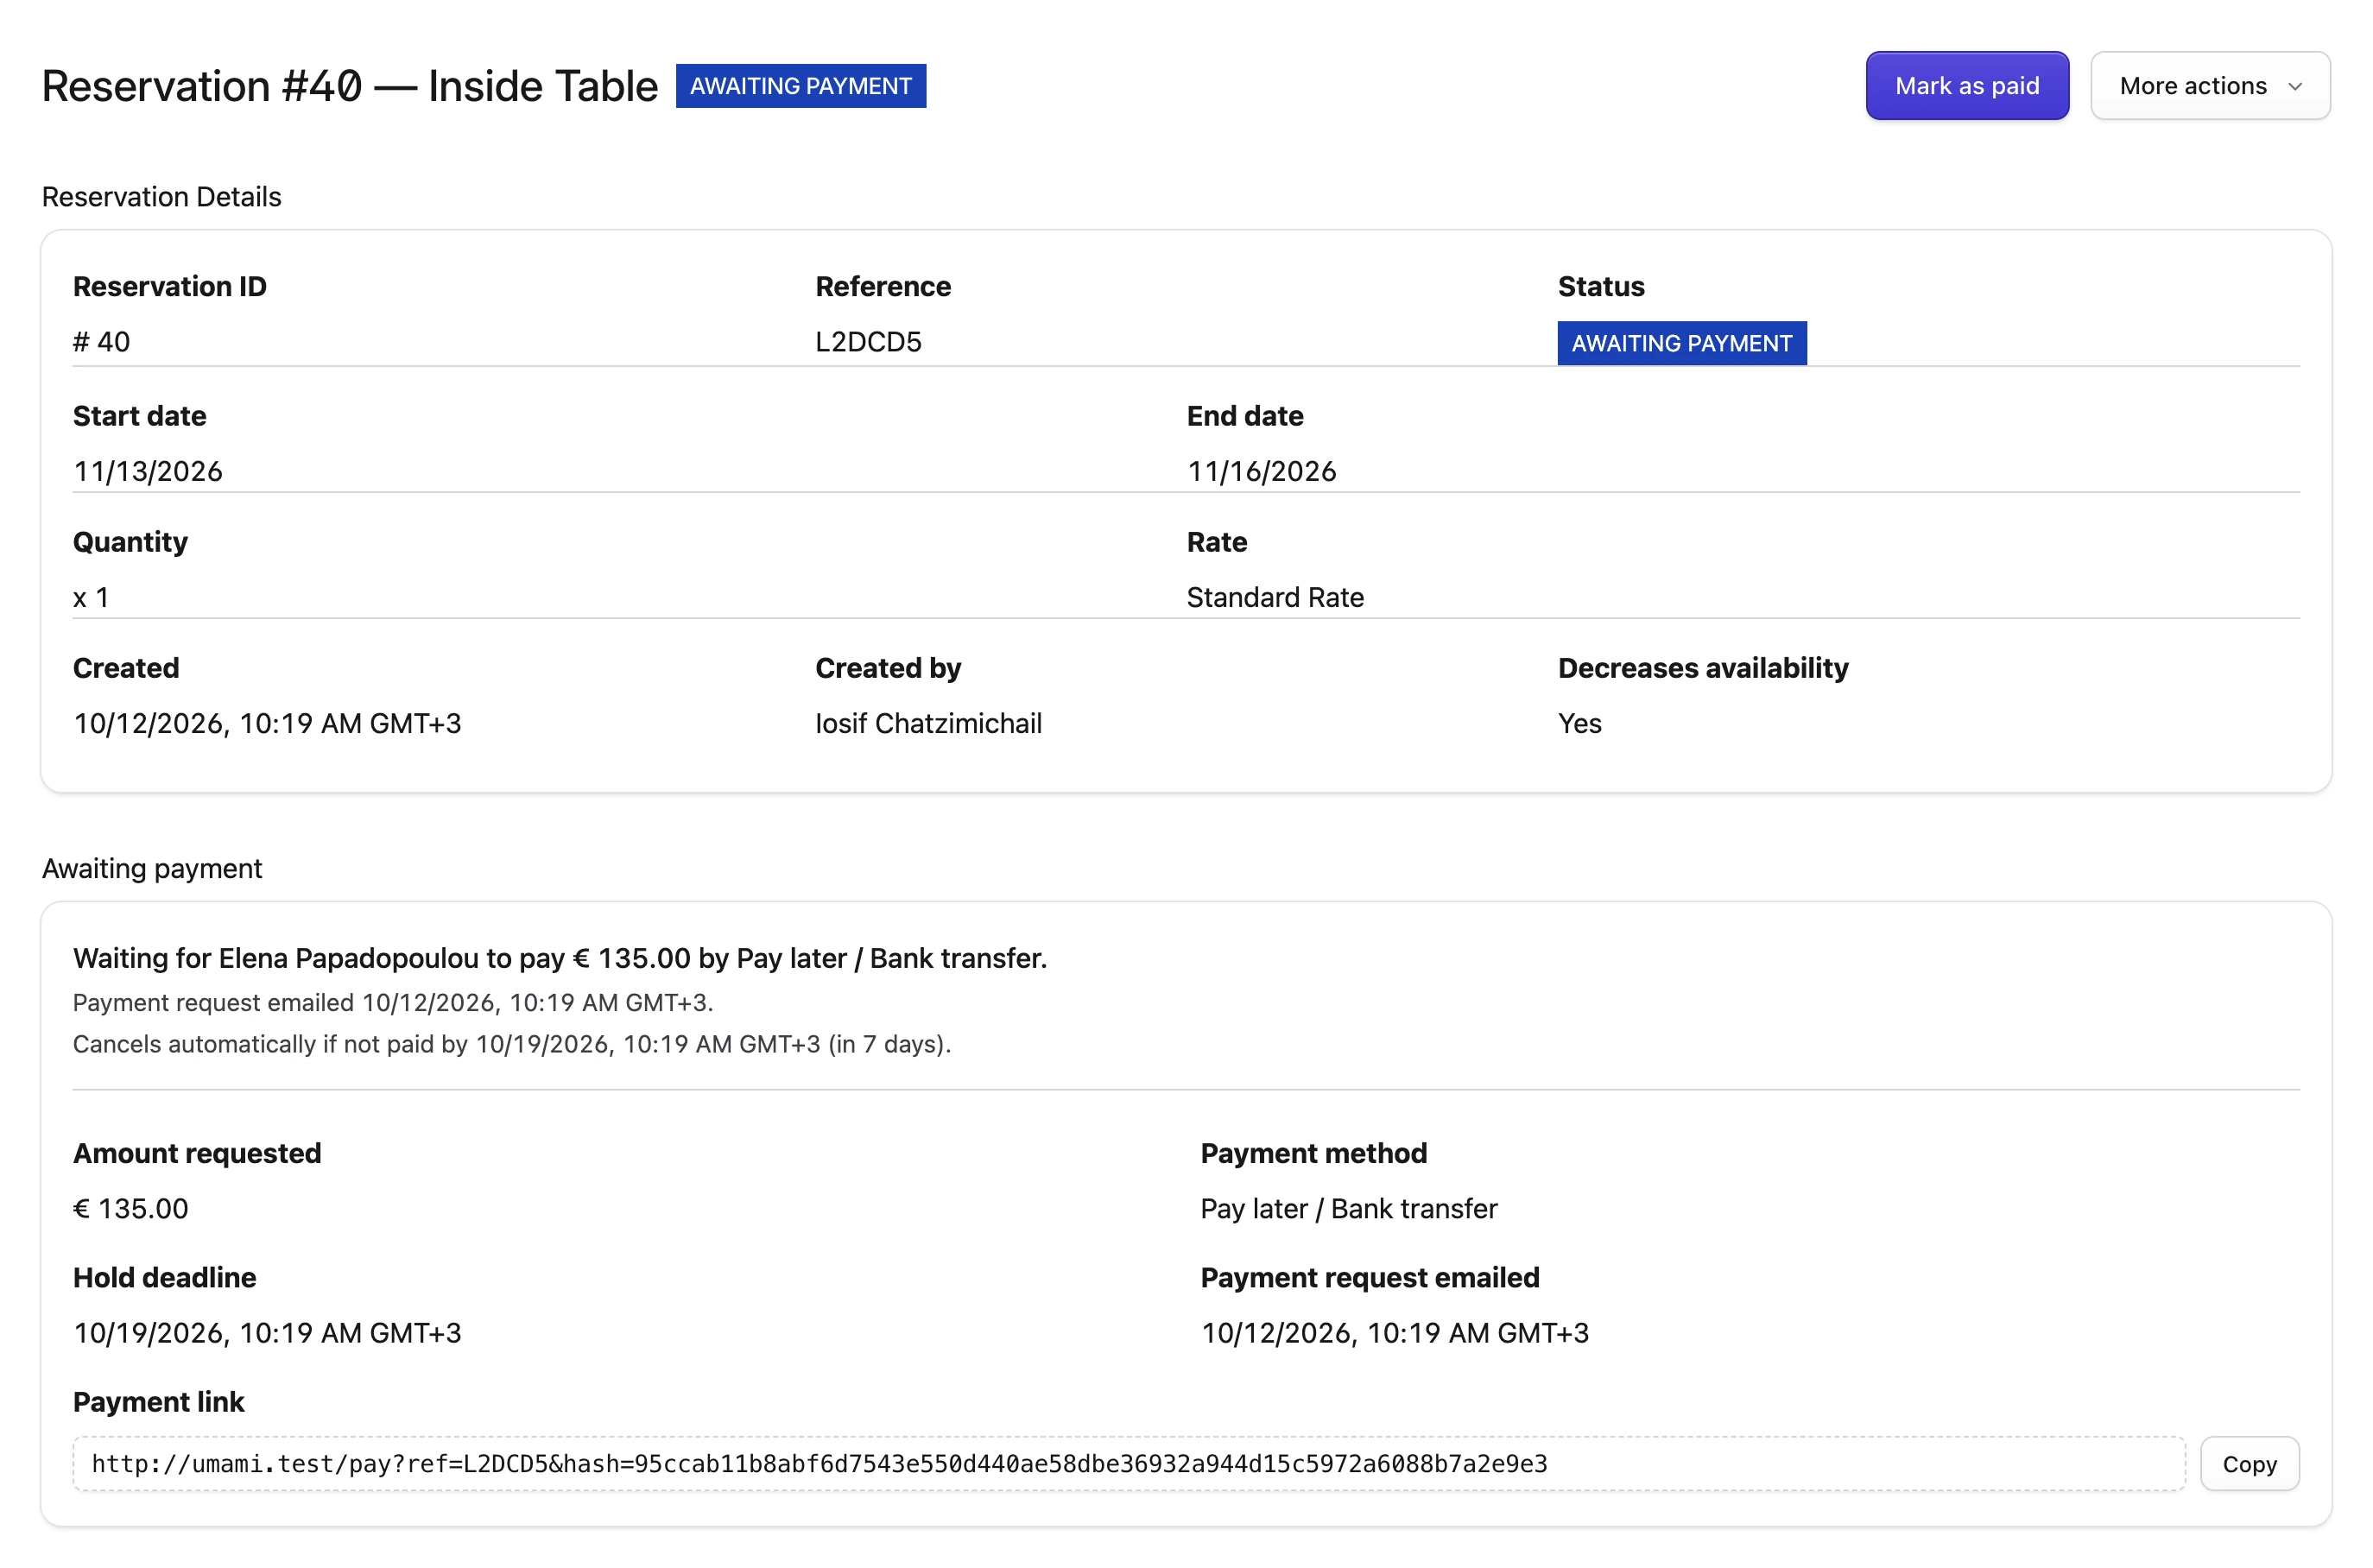 Reservation #40 — Inside Table AWAITING PAYMENT Mark as paid More actions
Reservation Details
Reservation ID Reference Status
# 40 L2DCD5 AWAITING PAYMENT
Start date End date
11/13/2026 11/16/2026
Quantity Rate
x 1 Standard Rate
Created Created by Decreases availability
10/12/2026, 10:19 AM GMT+3 Iosif Chatzimichail Yes
Awaiting payment
Waiting for Elena Papadopoulou to pay € 135.00 by Pay later / Bank transfer.
Payment request emailed 10/12/2026, 10:19 AM GMT+3.
Cancels automatically if not paid by 10/19/2026, 10:19 AM GMT+3 (in 7 days).
Amount requested Payment method
€ 135.00 Pay later / Bank transfer
Hold deadline Payment request emailed
10/19/2026, 10:19 AM GMT+3 10/12/2026, 10:19 AM GMT+3
Payment link
http://umami.test/pay?ref=L2DCD5&hash=95ccab11b8abf6d7543e550d440ae58dbe36932a944d15c5972a6088b7a2e9e3 Copy